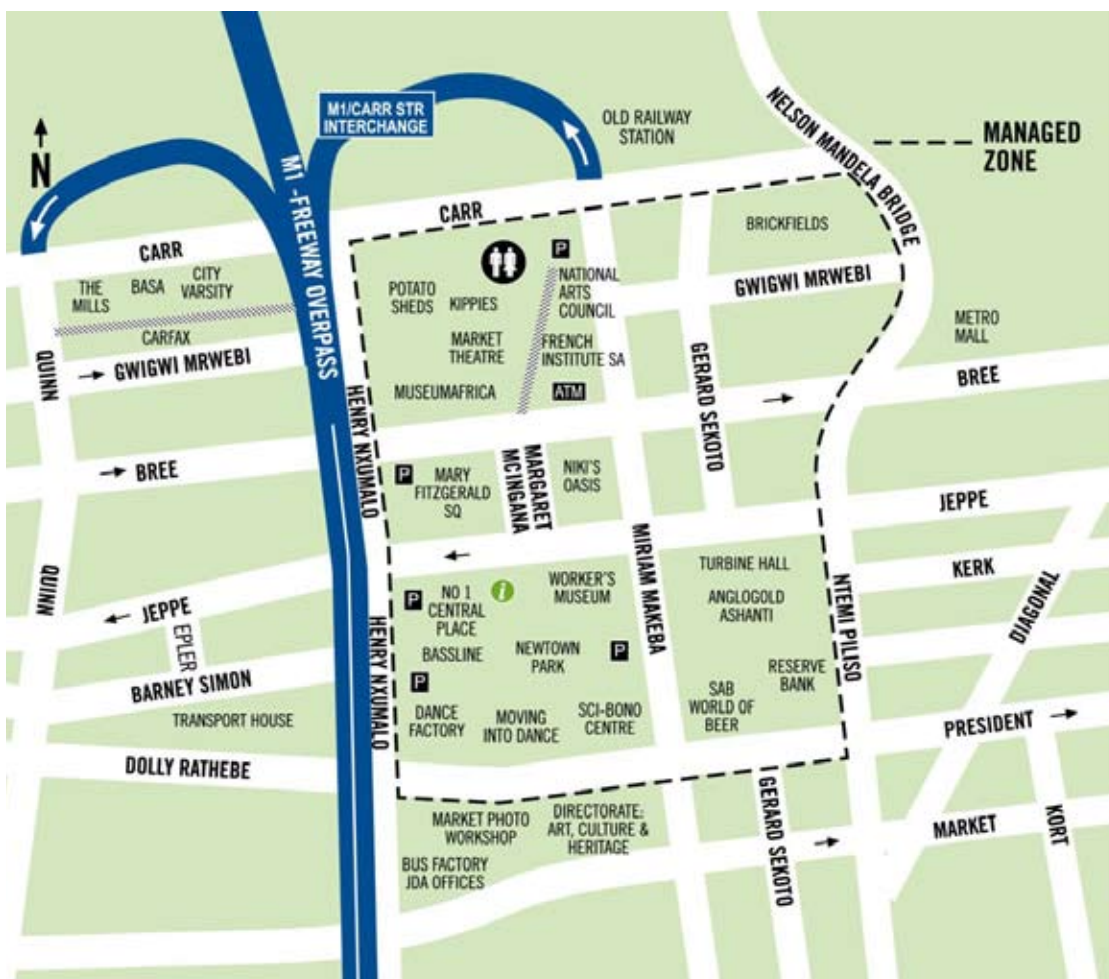 M1/CARR STR
INTERCHANGE
OLD RAILWAY
STATION
NELSON MANDELA BRIDGE
MANAGED
ZONE
N
M1 -FREEWAY OVERPASS
CARR
CARR
BRICKFIELDS
THE
MILLS
BASA
CITY
VARSITY
CARFAX
P
NATIONAL
ARTS
COUNCIL
POTATO
SHEDS
KIPPIES
GWIGWI MRWEBI
MARKET
THEATRE
FRENCH
INSTITUTE SA
METRO
MALL
QUINN
GWIGWI MRWEBI
HENRY NXUMALO
MUSEUMAFRICA
ATM
GERARD SEKOTO
BREE
BREE
P
MARY
FITZGERALD
SQ
MARGARET
MCINGANA
NIKI'S
OASIS
JEPPE
MIRIAM MAKEBA
QUINN
JEPPE
EPLER
BARNEY SIMON
TRANSPORT HOUSE
DOLLY RATHEBE
HENRY NXUMALO
P
NO 1
CENTRAL
PLACE
i
WORKER'S
MUSEUM
TURBINE HALL
ANGLOGOLD
ASHANTI
KERK
NTEMI PILISO
DIAGONAL
BASSLINE
NEWTOWN
PARK
P
RESERVE
BANK
P
DANCE
FACTORY
MOVING
INTO DANCE
SCI-BONO
CENTRE
SAB
WORLD OF
BEER
PRESIDENT
MARKET PHOTO
WORKSHOP
DIRECTORATE:
ART, CULTURE &
HERITAGE
GERARD SEKOTO
MARKET
KORT
BUS FACTORY
JDA OFFICES